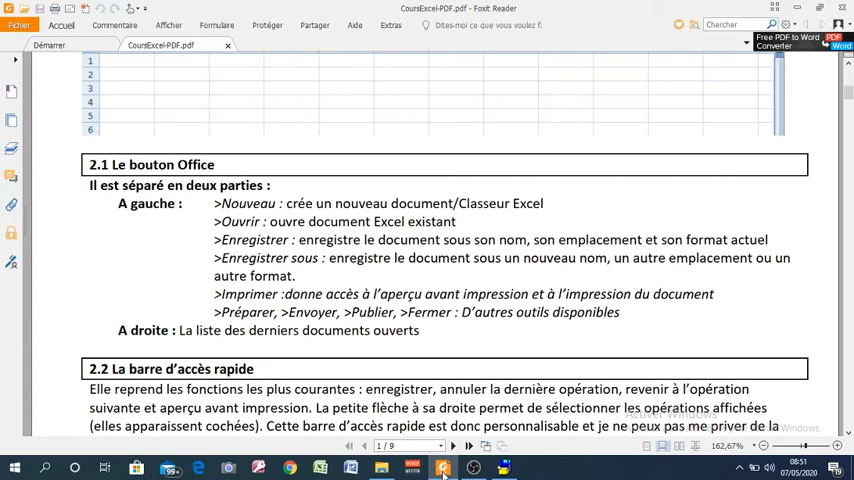 CoursExcel-PDF.pdf - Foxit Reader
Fichier Accueil Commentaire Afficher Formulaire Protéger Partager Aide Extras Dites-moi ce que vous voulez f.. Chercher
Démarrer CoursExcel-PDF.pdf
Free PDF to Word
Converter
PDF
Word
1
2
3
4
5
6
2.1 Le bouton Office
Il est séparé en deux parties :
A gauche : >Nouveau : crée un nouveau document/Classeur Excel
>Ouvrir : ouvre document Excel existant
>Enregistrer : enregistre le document sous son nom, son emplacement et son format actuel
>Enregistrer sous : enregistre le document sous un nouveau nom, un autre emplacement ou un
autre format.
>Imprimer :donne accès à l’aperçu avant impression et à l’impression du document
>Préparer, >Envoyer, >Publier, >Fermer : D’autres outils disponibles
A droite : La liste des derniers documents ouverts
2.2 La barre d’accès rapide
Elle reprend les fonctions les plus courantes : enregistrer, annuler la dernière opération, revenir à l’opération
suivante et aperçu avant impression. La petite flèche à sa droite permet de sélectionner les opérations affichées
(elles apparaissent cochées). Cette barre d’accès rapide est donc personnalisable et je ne peux pas me priver de la
Activer Windows
1 / 9 162,67%
99+
08:51
07/05/2020
19